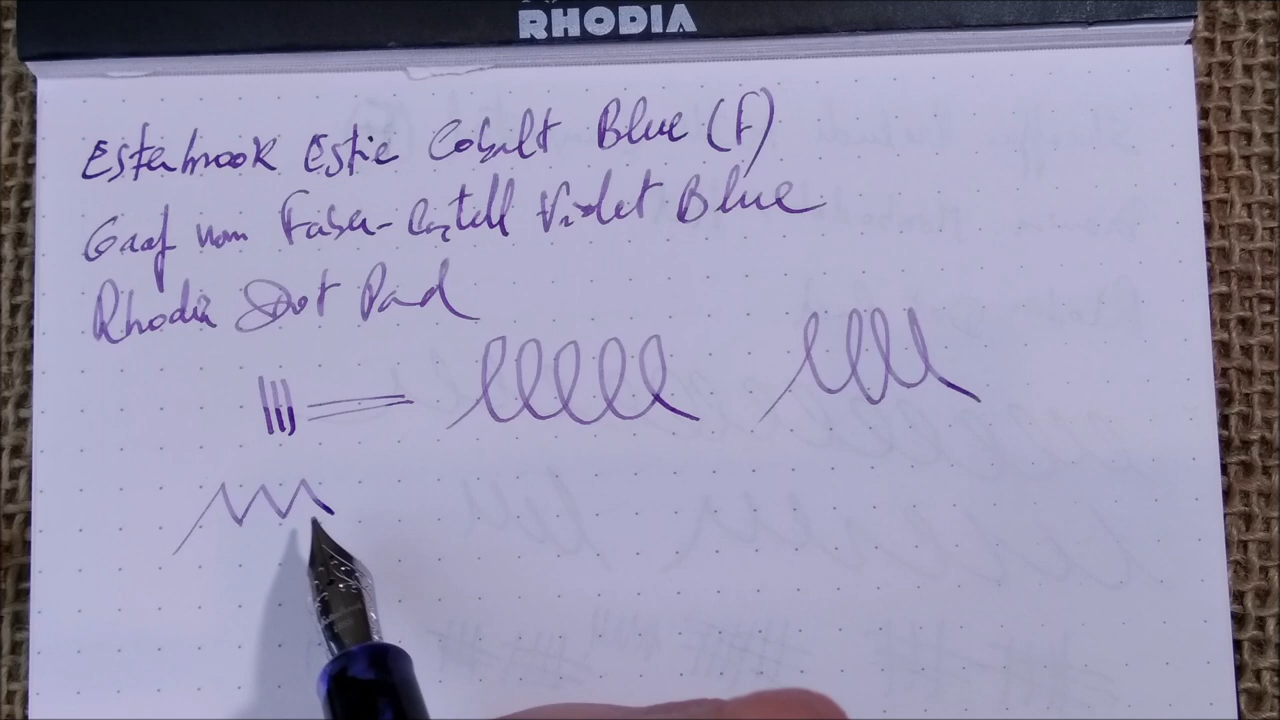 RHODIA
Esterbrook Estie Cobalt Blue (F)
Graf von Faber-Castell Violet Blue
Rhodia Dot Pad